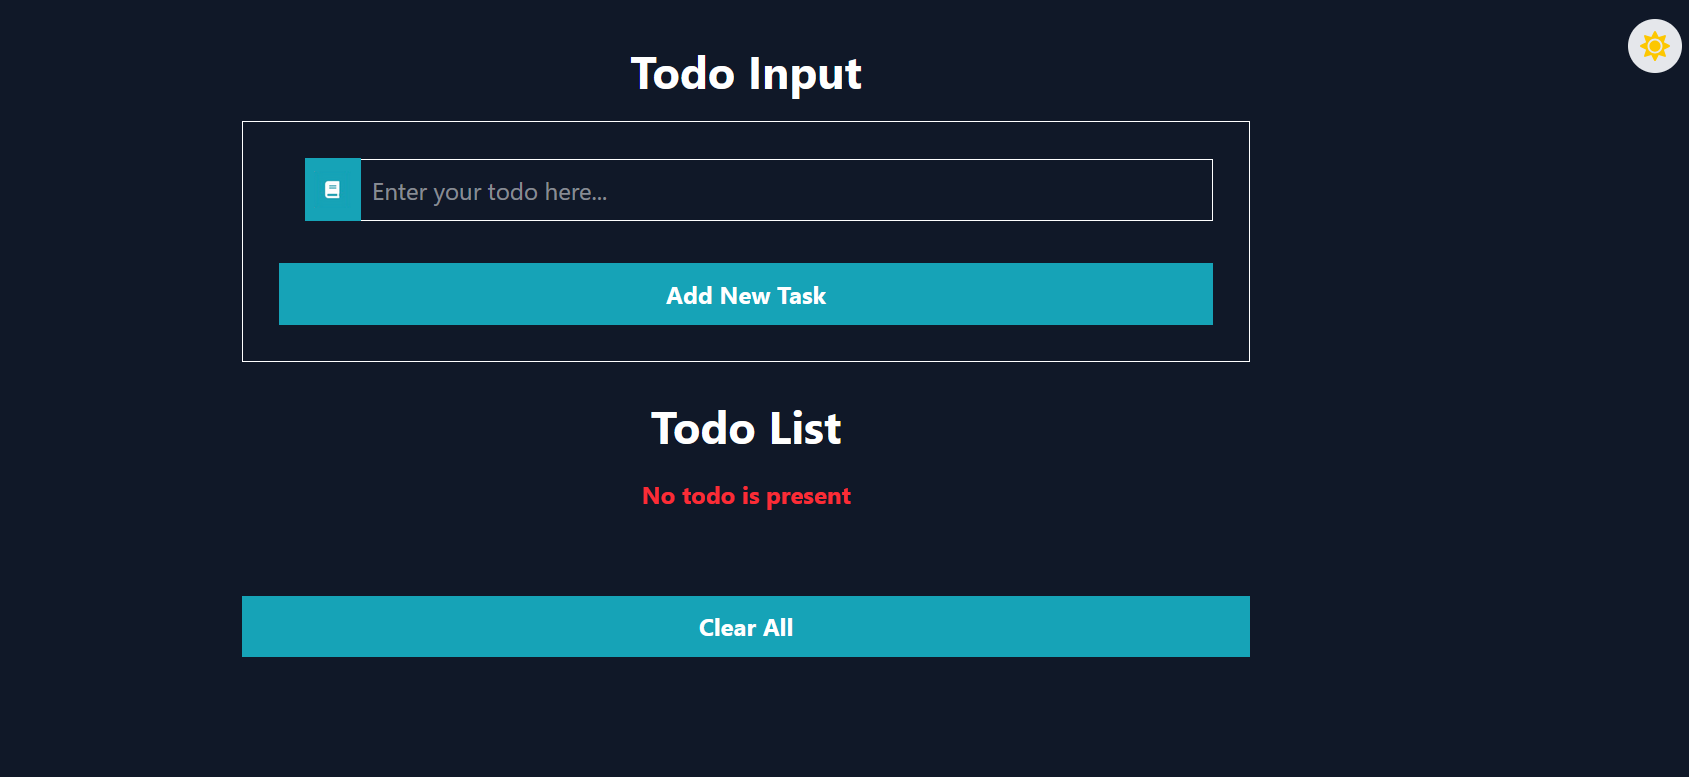 Todo Input
Enter your todo here...
Add New Task
Todo List
No todo is present
Clear All